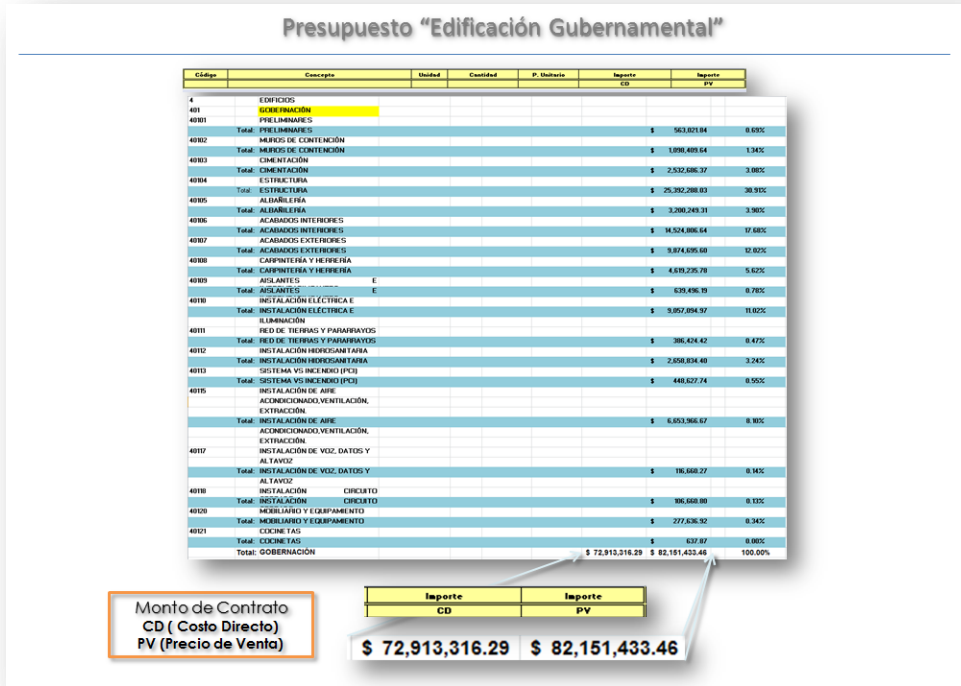 Presupuesto “Edificación Gubernamental”
Código Concepto Unidad Cantidad P. Unitario Importe Importe
CD PV
4 EDIFICIOS
401 GOBERNACIÓN
40101 PRELIMINARES
Total: PRELIMINARES $ 563,021.04 0.69%
40102 MUROS DE CONTENCIÓN
Total: MUROS DE CONTENCIÓN $ 1,098,409.64 1.34%
40103 CIMENTACIÓN
Total: CIMENTACIÓN $ 2,532,686.37 3.08%
40104 ESTRUCTURA
Total: ESTRUCTURA $ 25,392,288.03 30.91%
40105 ALBAÑILERÍA
Total: ALBAÑILERÍA $ 3,200,249.31 3.90%
40106 ACABADOS INTERIORES
Total: ACABADOS INTERIORES $ 14,524,006.64 17.68%
40107 ACABADOS EXTERIORES
Total: ACABADOS EXTERIORES $ 9,874,695.60 12.02%
40108 CARPINTERÍA Y HERRERÍA
Total: CARPINTERÍA Y HERRERÍA $ 4,619,235.78 5.62%
40109 AISLANTES E
Total: AISLANTES E $ 639,496.19 0.78%
40110 INSTALACIÓN ELÉCTRICA E
Total: INSTALACIÓN ELÉCTRICA E $ 9,057,094.97 11.02%
ILUMINACIÓN
40111 RED DE TIERRAS Y PARARRAYOS
Total: RED DE TIERRAS Y PARARRAYOS $ 386,424.42 0.47%
40112 INSTALACIÓN HIDROSANITARIA
Total: INSTALACIÓN HIDROSANITARIA $ 2,658,034.40 3.24%
40113 SISTEMA VS INCENDIO (PCI)
Total: SISTEMA VS INCENDIO (PCI) $ 448,627.74 0.55%
40115 INSTALACIÓN DE AIRE
ACONDICIONADO,VENTILACIÓN,
EXTRACCIÓN.
Total: INSTALACIÓN DE AIRE $ 6,653,966.67 8.10%
ACONDICIONADO,VENTILACIÓN,
EXTRACCIÓN.
40117 INSTALACIÓN DE VOZ, DATOS Y
ALTAVOZ
Total: INSTALACIÓN DE VOZ, DATOS Y $ 116,660.27 0.14%
ALTAVOZ
40118 INSTALACIÓN CIRCUITO
Total: INSTALACIÓN CIRCUITO $ 106,660.80 0.13%
40120 MOBILIARIO Y EQUIPAMIENTO
Total: MOBILIARIO Y EQUIPAMIENTO $ 277,636.92 0.34%
40121 COCINETAS
Total: COCINETAS $ 637.07 0.00%
Total: GOBERNACIÓN $ 72,913,316.29 $ 82,151,433.46 100.00%
Monto de Contrato
CD ( Costo Directo)
PV (Precio de Venta)
Importe Importe
CD PV
$ 72,913,316.29 $ 82,151,433.46